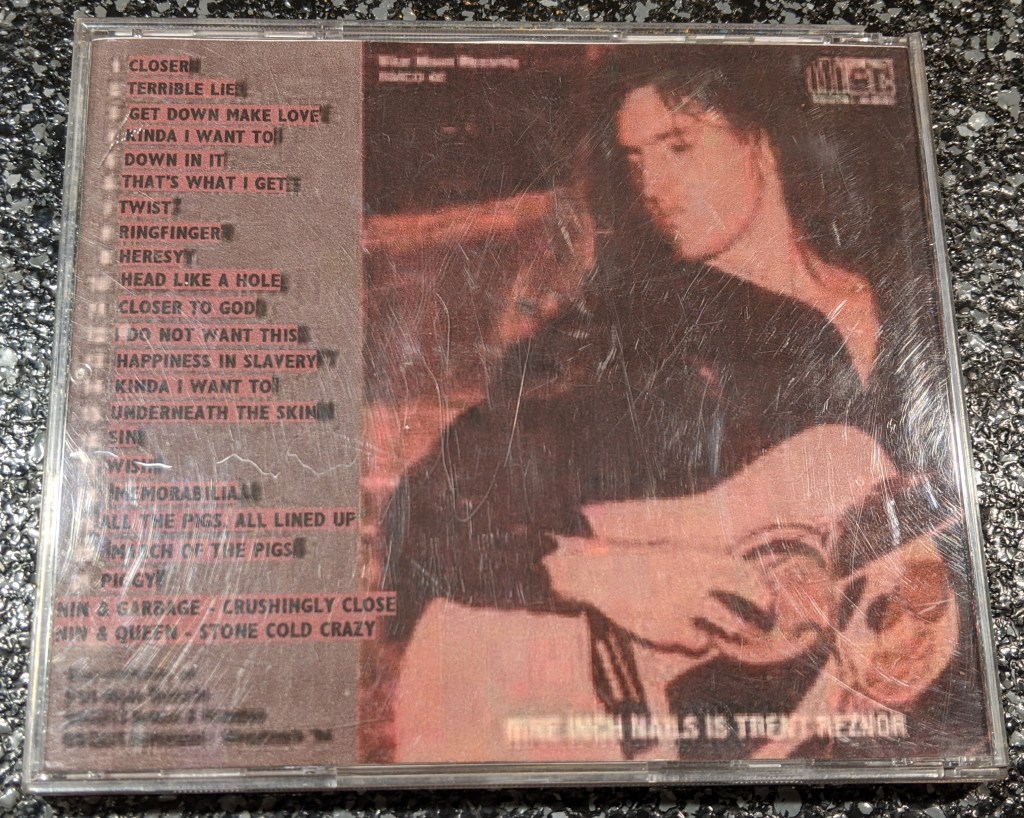 CLOSER
TERRIBLE LIE
GET DOWN MAKE LOVE
KINDA I WANT TO
DOWN IN IT
THAT'S WHAT I GET
TWIST
RINGFINGER
HERESY
HEAD LIKE A HOLE
CLOSER TO GOD
I DO NOT WANT THIS
HAPPINESS IN SLAVERY
KINDA I WANT TO
UNDERNEATH THE SKIN
SIN
WISH
MEMORABILIA
ALL THE PIGS, ALL LINED UP
MARCH OF THE PIGS
PIGGY
NIN & GARBAGE - CRUSHINGLY CLOSE
NIN & QUEEN - STONE COLD CRAZY
NINE INCH NAILS IS TRENT REZNOR